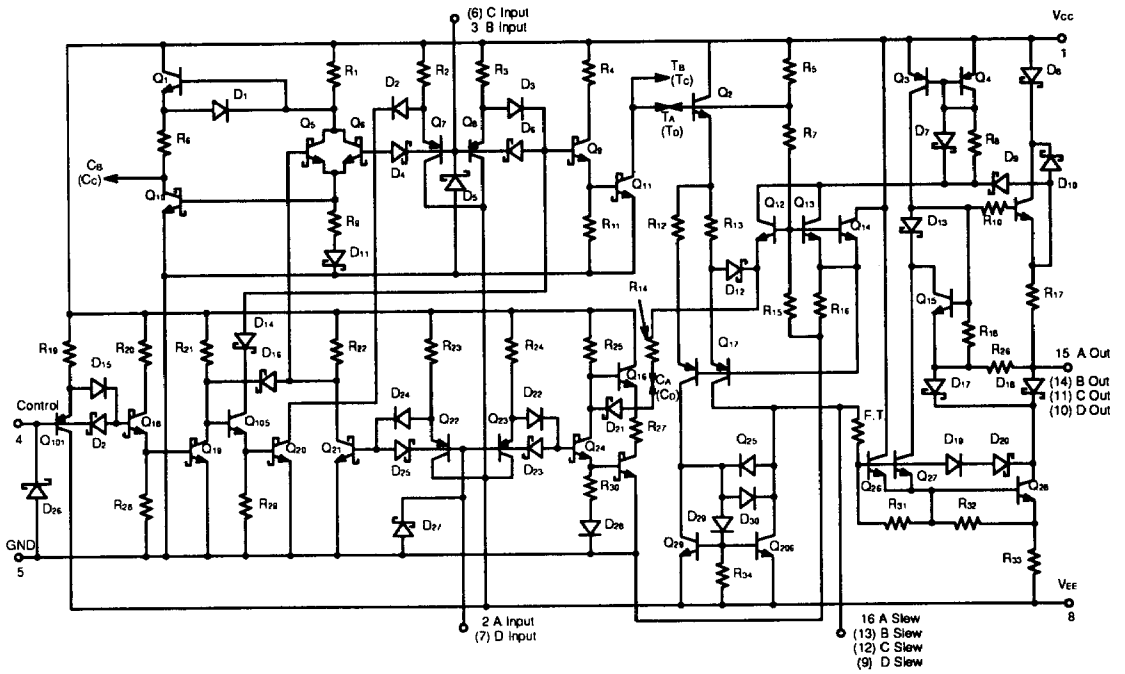 (6) C Input
3 B Input
Vcc
1
Q1
D1
R1
D2
R2
R3
D3
R4
TB
(TC)
TA
(TD)
Q2
R5
Q3
Q4
D8
R6
Q5
Q6
Q7
Q8
D6
D4
D5
Q9
R7
D7
R8
D9
D10
CB
(CC)
Q10
Q11
R9
D11
R11
R12
R13
Q12
Q13
Q14
D13
R10
D12
D14
R14
R15
R16
Q15
R18
R17
R19
D15
R20
R21
D16
R22
R23
R24
R25
Q16
CA
(CD)
Q17
R26
D17
D18
15 A Out
(14) B Out
(11) C Out
(10) D Out
Control
4
Q101
D2
Q18
Q105
Q19
Q20
Q21
D24
Q22
D25
Q23
D22
D23
Q24
D21
R27
F.T.
Q25
D19
D20
Q26
Q27
Q28
D26
R28
R29
D27
R30
D28
D29
D30
R31
R32
GND
5
Q29
R34
Q206
R33
VEE
8
2 A Input
(7) D Input
16 A Slew
(13) B Slew
(12) C Slew
(9) D Slew